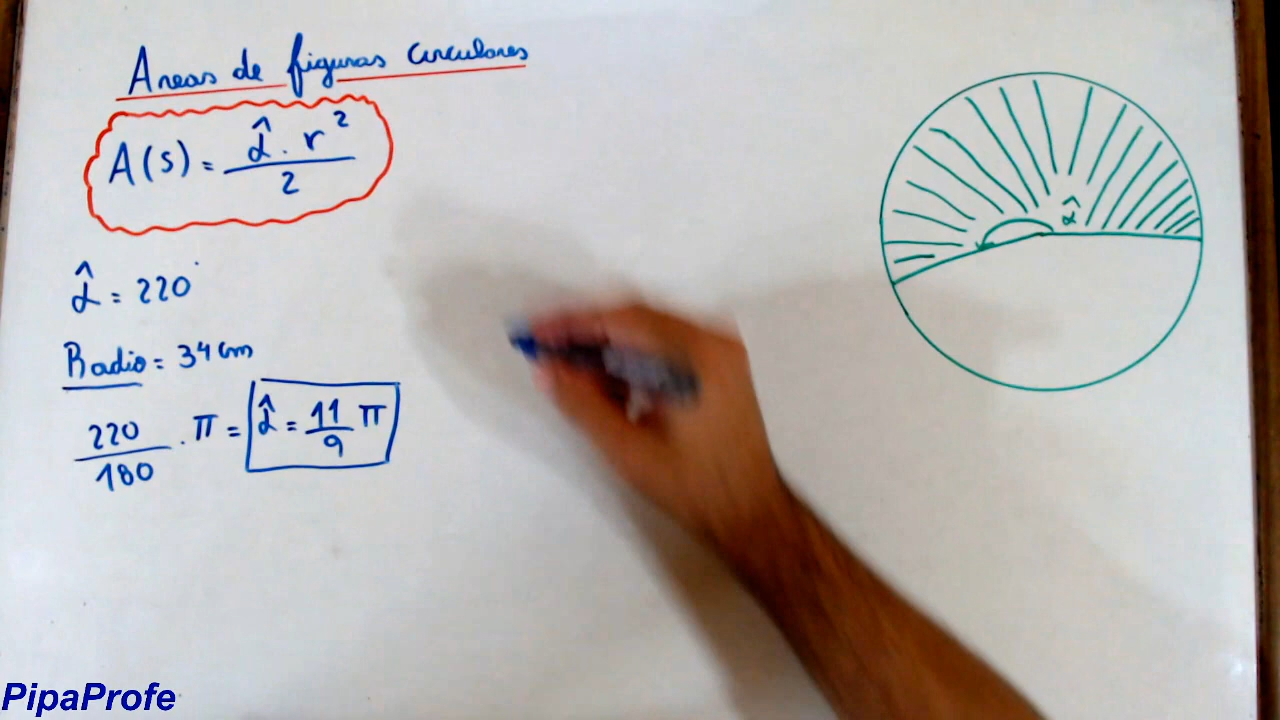 Areas de figuras circulares
A(s) = α̂ . r² / 2
α̂ = 220°
Radio = 34 cm
220/180 . π = α̂ = 11/9 π
α̂
PipaProfe